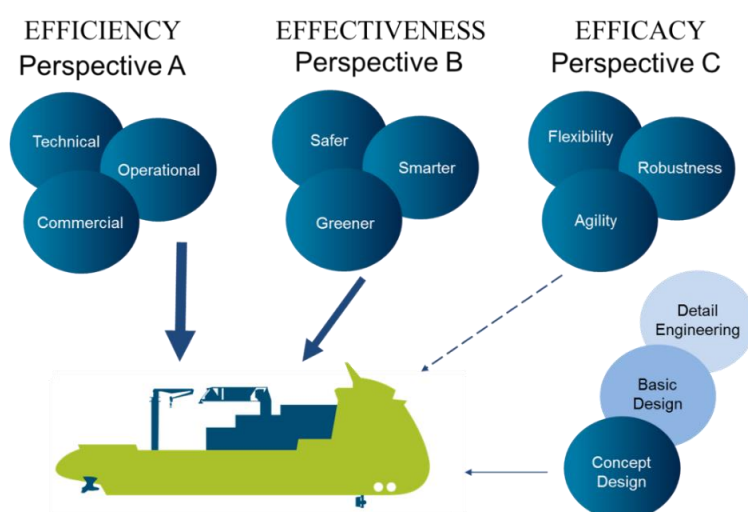 EFFICIENCY
Perspective A
Technical
Operational
Commercial
EFFECTIVENESS
Perspective B
Safer
Smarter
Greener
EFFICACY
Perspective C
Flexibility
Robustness
Agility
Detail
Engineering
Basic
Design
Concept
Design